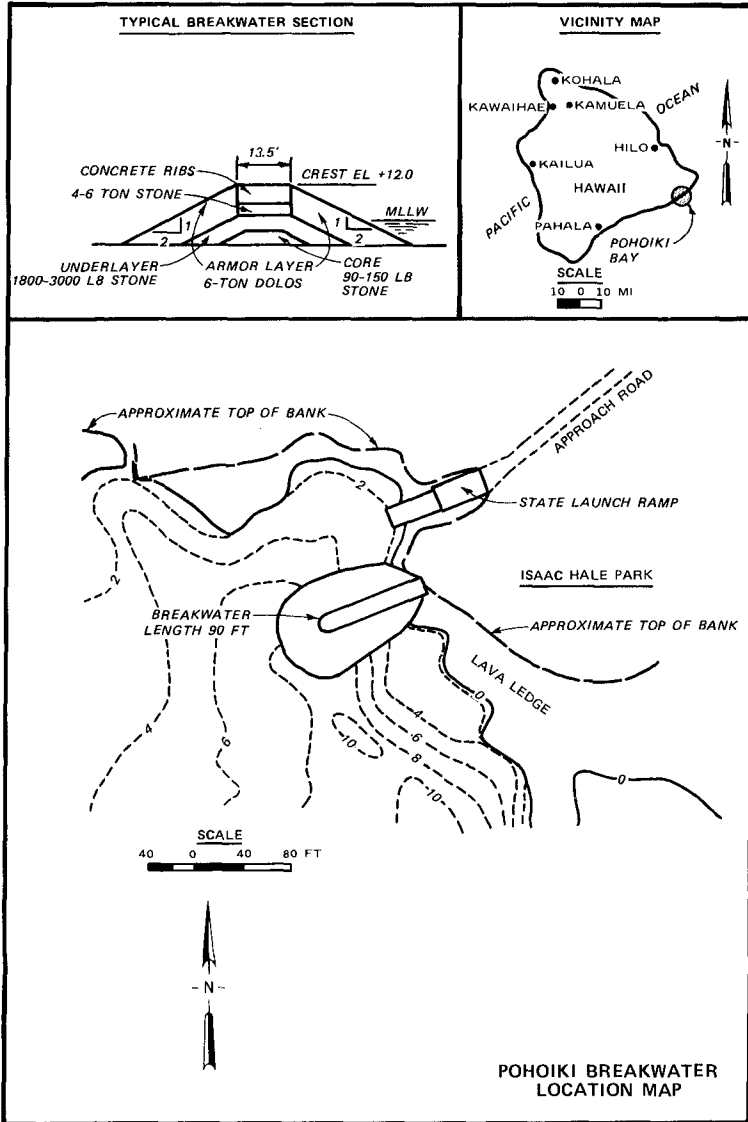 TYPICAL BREAKWATER SECTION
13.5'
CONCRETE RIBS
4-6 TON STONE
CREST EL +12.0
MLLW
1
2
1
2
UNDERLAYER
1800-3000 LB STONE
ARMOR LAYER
6-TON DOLOS
CORE
90-150 LB
STONE
VICINITY MAP
KOHALA
KAWAIHAE
KAMUELA
OCEAN
-N-
HILO
KAILUA
HAWAII
PACIFIC
PAHALA
POHOIKI
BAY
SCALE
10 0 10 MI
APPROXIMATE TOP OF BANK
APPROACH ROAD
2
STATE LAUNCH RAMP
2
ISAAC HALE PARK
BREAKWATER
LENGTH 90 FT
APPROXIMATE TOP OF BANK
LAVA LEDGE
0
4
4
6
6
8
10
10
0
SCALE
40 0 40 80 FT
-N-
POHOIKI BREAKWATER
LOCATION MAP